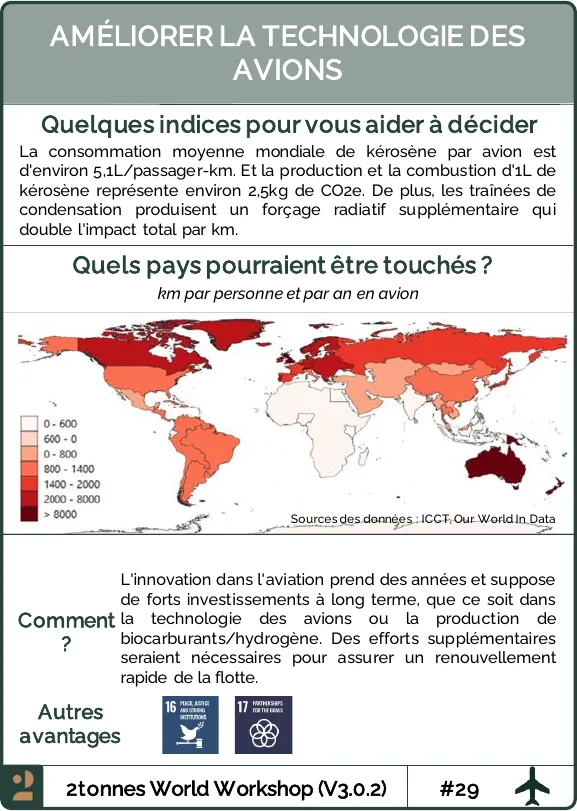 AMÉLIORER LA TECHNOLOGIE DES
AVIONS
Quelques indices pour vous aider à décider
La consommation moyenne mondiale de kérosène par avion est
d'environ 5,1L/passager-km. Et la production et la combustion d'1L de
kérosène représente environ 2,5kg de CO2e. De plus, les traînées de
condensation produisent un forçage radiatif supplémentaire qui
double l'impact total par km.
Quels pays pourraient être touchés ?
km par personne et par an en avion
0 - 600
600 - 0
0 - 800
800 - 1400
1400 - 2000
2000 - 8000
> 8000
Sources des données : ICCT, Our World In Data
Comment
?
L'innovation dans l'aviation prend des années et suppose
de forts investissements à long terme, que ce soit dans
la technologie des avions ou la production de
biocarburants/hydrogène. Des efforts supplémentaires
seraient nécessaires pour assurer un renouvellement
rapide de la flotte.
Autres
avantages
16 PEACE, JUSTICE
AND STRONG
INSTITUTIONS
17 PARTNERSHIPS
FOR THE GOALS
2
2tonnes World Workshop (V3.0.2)
#29